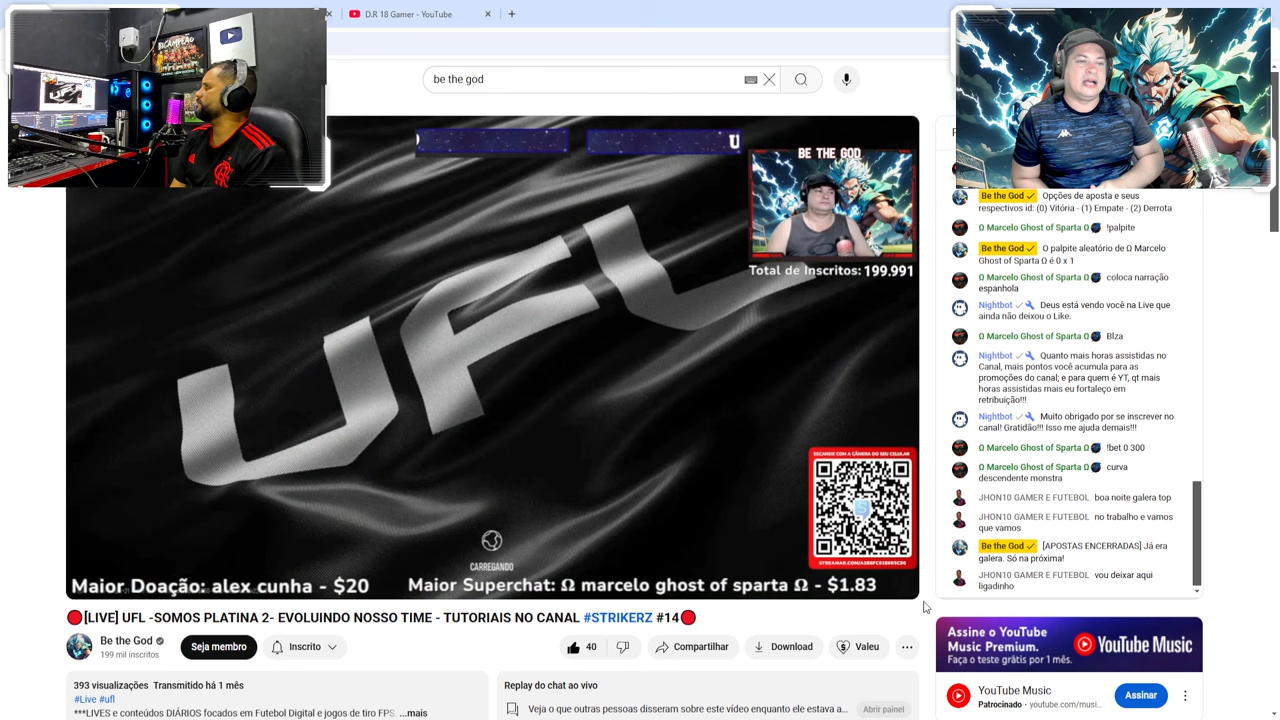 D.R 18 Gamer - YouTube
be the god
BICAMPEÃO
BE THE GOD
Total de Inscritos: 199.991
UFL
ESCANEIE COM A CÂMERA DO SEU CELULAR
CARREGANDO
Maior Doação: alex.cunha - $20
Maior Superchat: Ω marcelo ghost of sparta Ω - $1.83
Be the God Opções de aposta e seus
respectivos id: (0) Vitória - (1) Empate - (2) Derrota
Ω Marcelo Ghost of Sparta Ω !palpite
Be the God O palpite aleatório de Ω Marcelo
Ghost of Sparta Ω é 0 x 1
Ω Marcelo Ghost of Sparta Ω coloca narração
espanhola
Nightbot Deus está vendo você na Live que
ainda não deixou o Like.
Ω Marcelo Ghost of Sparta Ω Blza
Nightbot Quanto mais horas assistidas no
Canal, mais pontos você acumula para as
promoções do canal; e para quem é YT, qt mais
horas assistidas mais eu fortaleço em
retribuição!!!
Nightbot Muito obrigado por se inscrever no
canal! Gratidão!!! Isso me ajuda demais!!!
Ω Marcelo Ghost of Sparta Ω !bet 0 300
Ω Marcelo Ghost of Sparta Ω curva
descendente monstra
JHON10 GAMER E FUTEBOL boa noite galera top
JHON10 GAMER E FUTEBOL no trabalho e vamos
que vamos
Be the God [APOSTAS ENCERRADAS] Já era
galera. Só na próxima!
JHON10 GAMER E FUTEBOL vou deixar aqui
ligadinho
[LIVE] UFL -SOMOS PLATINA 2- EVOLUINDO NOSSO TIME - TUTORIAIS NO CANAL #STRIKERZ #14
Be the God
199 mil inscritos
Seja membro
Inscrito
40
Compartilhar
Download
Valeu
393 visualizações Transmitido há 1 mês
#Live #ufl
***LIVES e conteúdos DIÁRIOS focados em Futebol Digital e jogos de tiro FPS. ...mais
Replay do chat ao vivo
Veja o que outras pessoas disseram sobre este vídeo enquanto ele estava a...
Abrir painel
Assine o YouTube
Music Premium.
Faça o teste grátis por 1 mês.
YouTube Music
YouTube Music
Patrocinado · youtube.com/musi...
Assinar